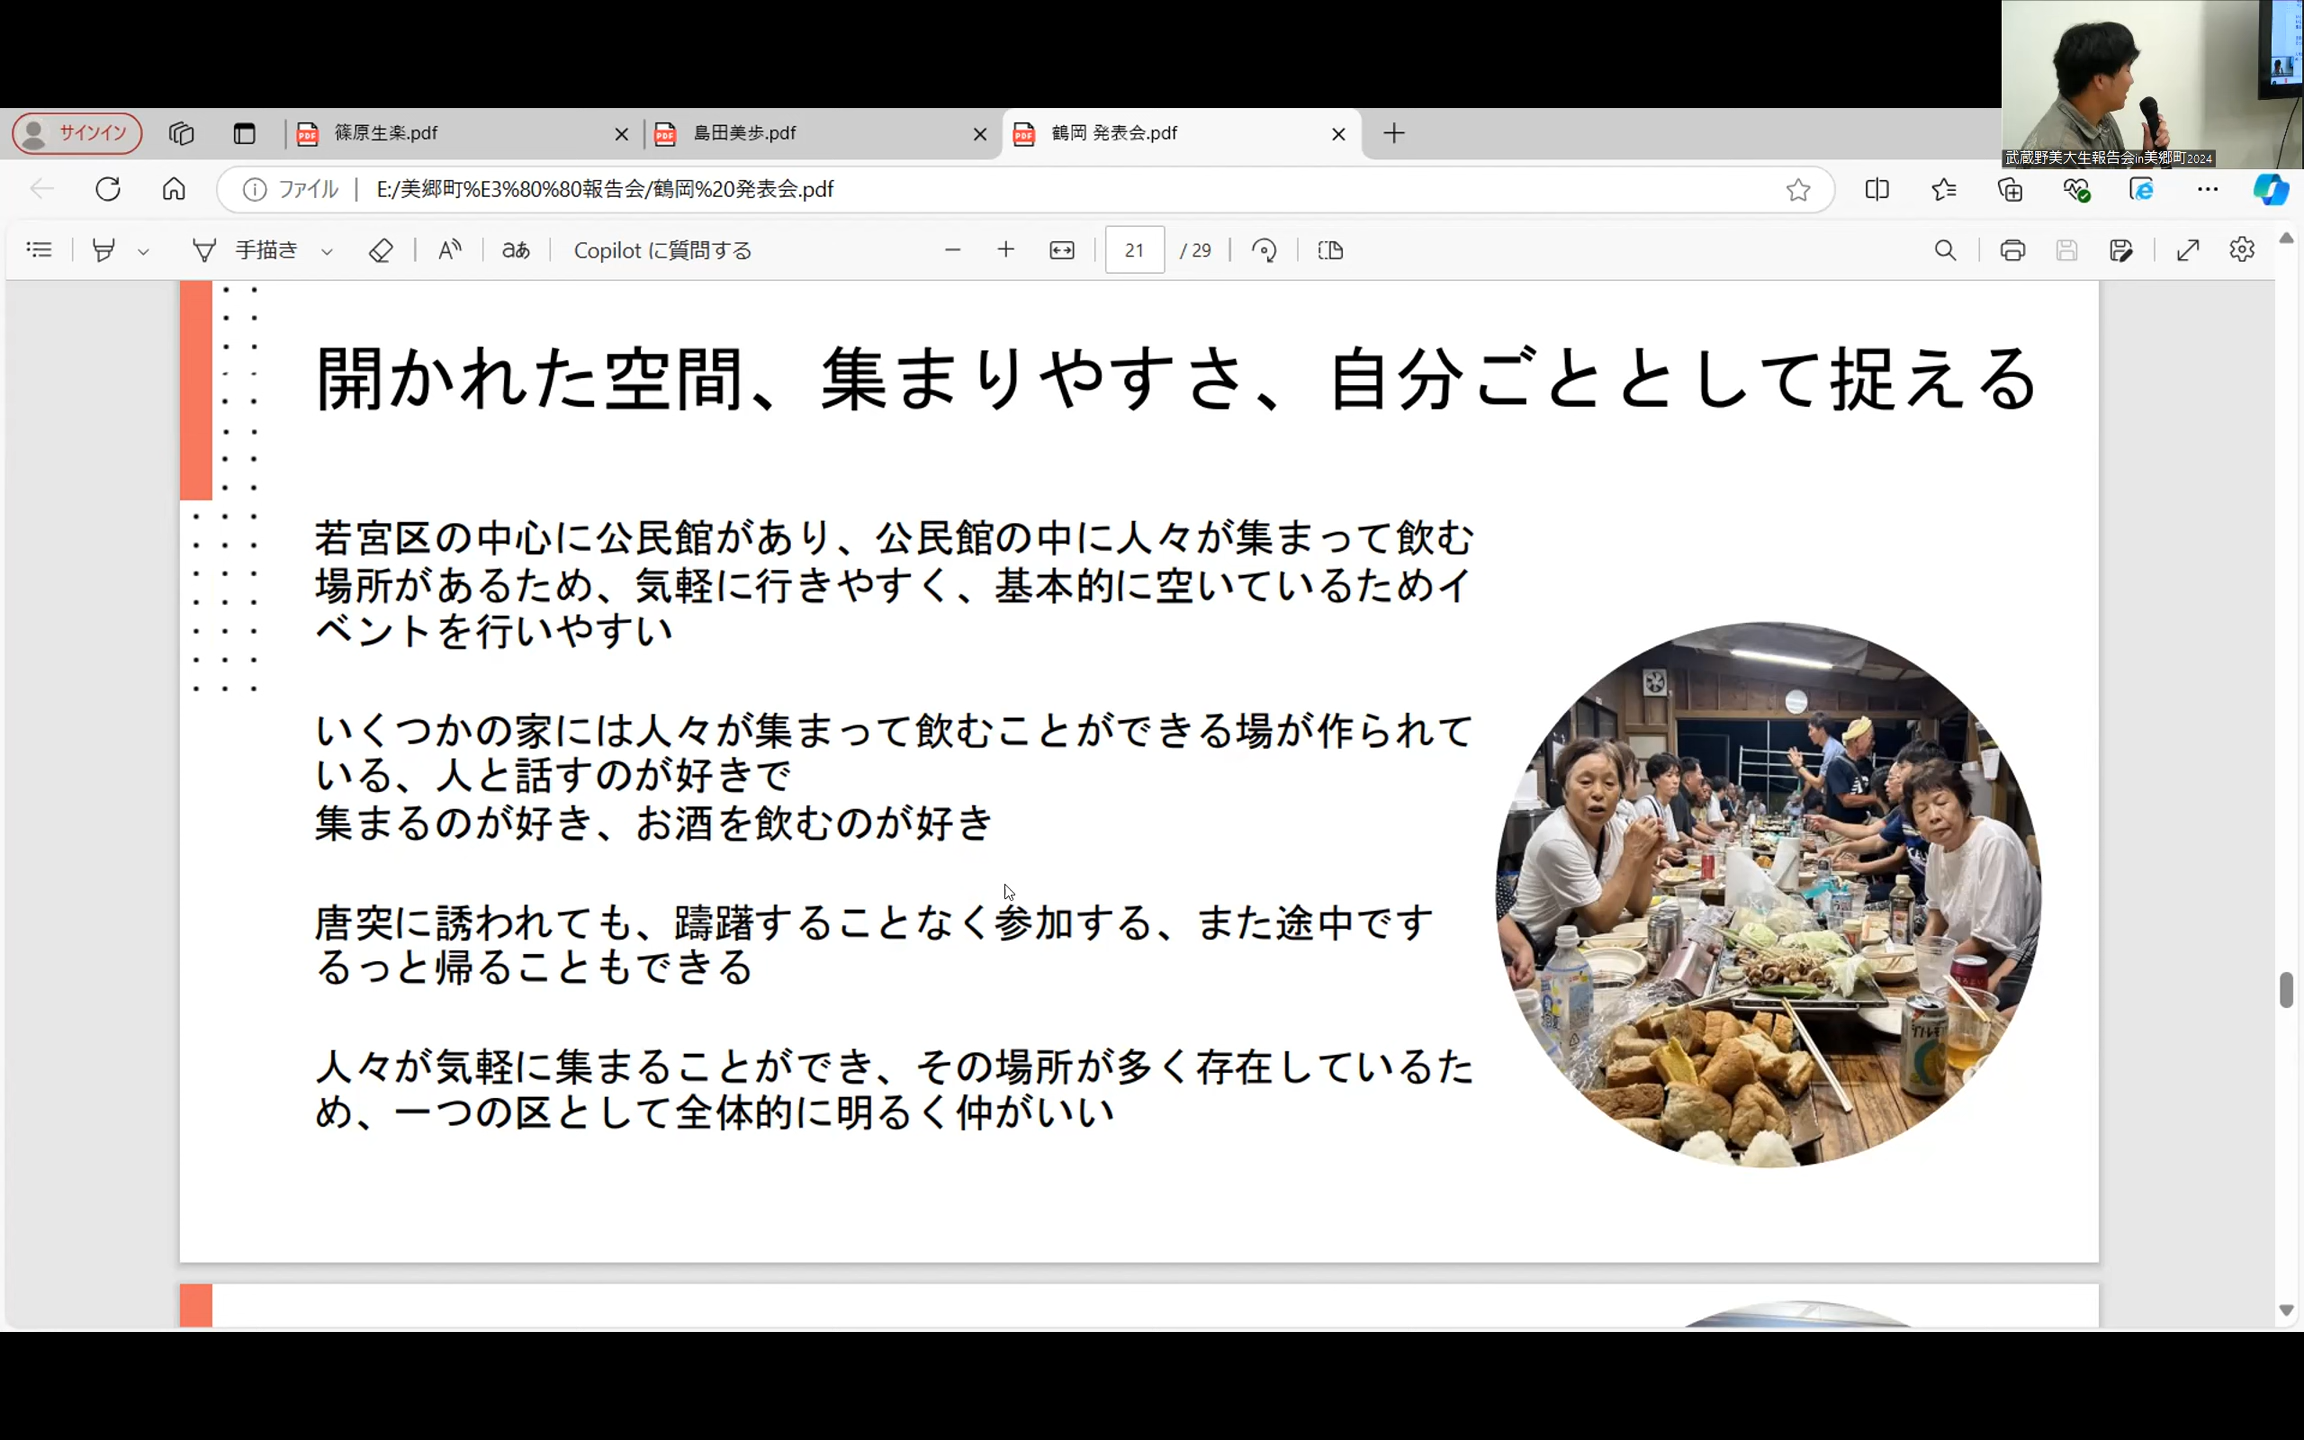 武蔵野美大生報告会in美郷町2024
サインイン
篠原生楽.pdf
島田美歩.pdf
鶴岡 発表会.pdf
ファイル
E:/美郷町%E3%80%80報告会/鶴岡%20発表会.pdf
手描き
aあ
Copilot に質問する
21 / 29
開かれた空間、集まりやすさ、自分ごととして捉える
若宮区の中心に公民館があり、公民館の中に人々が集まって飲む
場所があるため、気軽に行きやすく、基本的に空いているためイ
ベントを行いやすい
いくつかの家には人々が集まって飲むことができる場が作られて
いる、人と話すのが好きで
集まるのが好き、お酒を飲むのが好き
唐突に誘われても、躊躇することなく参加する、また途中です
るっと帰ることもできる
人々が気軽に集まることができ、その場所が多く存在しているた
め、一つの区として全体的に明るく仲がいい